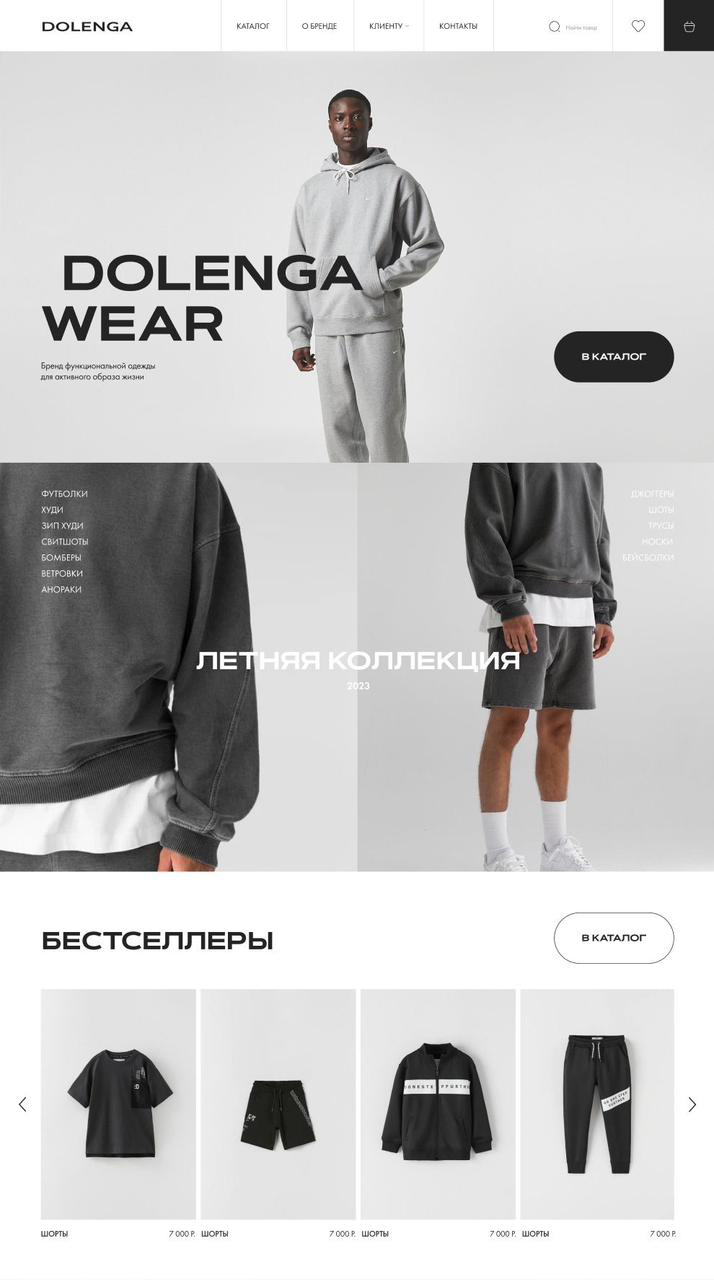 DOLENGA
КАТАЛОГ
О БРЕНДЕ
КЛИЕНТУ
КОНТАКТЫ
Найти товар
DOLENGA
WEAR
Бренд функциональной одежды
для активного образа жизни
В КАТАЛОГ
ФУТБОЛКИ
ХУДИ
ЗИП ХУДИ
СВИТШОТЫ
БОМБЕРЫ
ВЕТРОВКИ
АНОРАКИ
ДЖОГГЕРЫ
ШОТЫ
ТРУСЫ
НОСКИ
БЕЙСБОЛКИ
ЛЕТНЯЯ КОЛЛЕКЦИЯ
2023
БЕСТСЕЛЛЕРЫ
В КАТАЛОГ
ШОРТЫ 7 000 Р.
ШОРТЫ 7 000 Р.
ШОРТЫ 7 000 Р.
ШОРТЫ 7 000 Р.